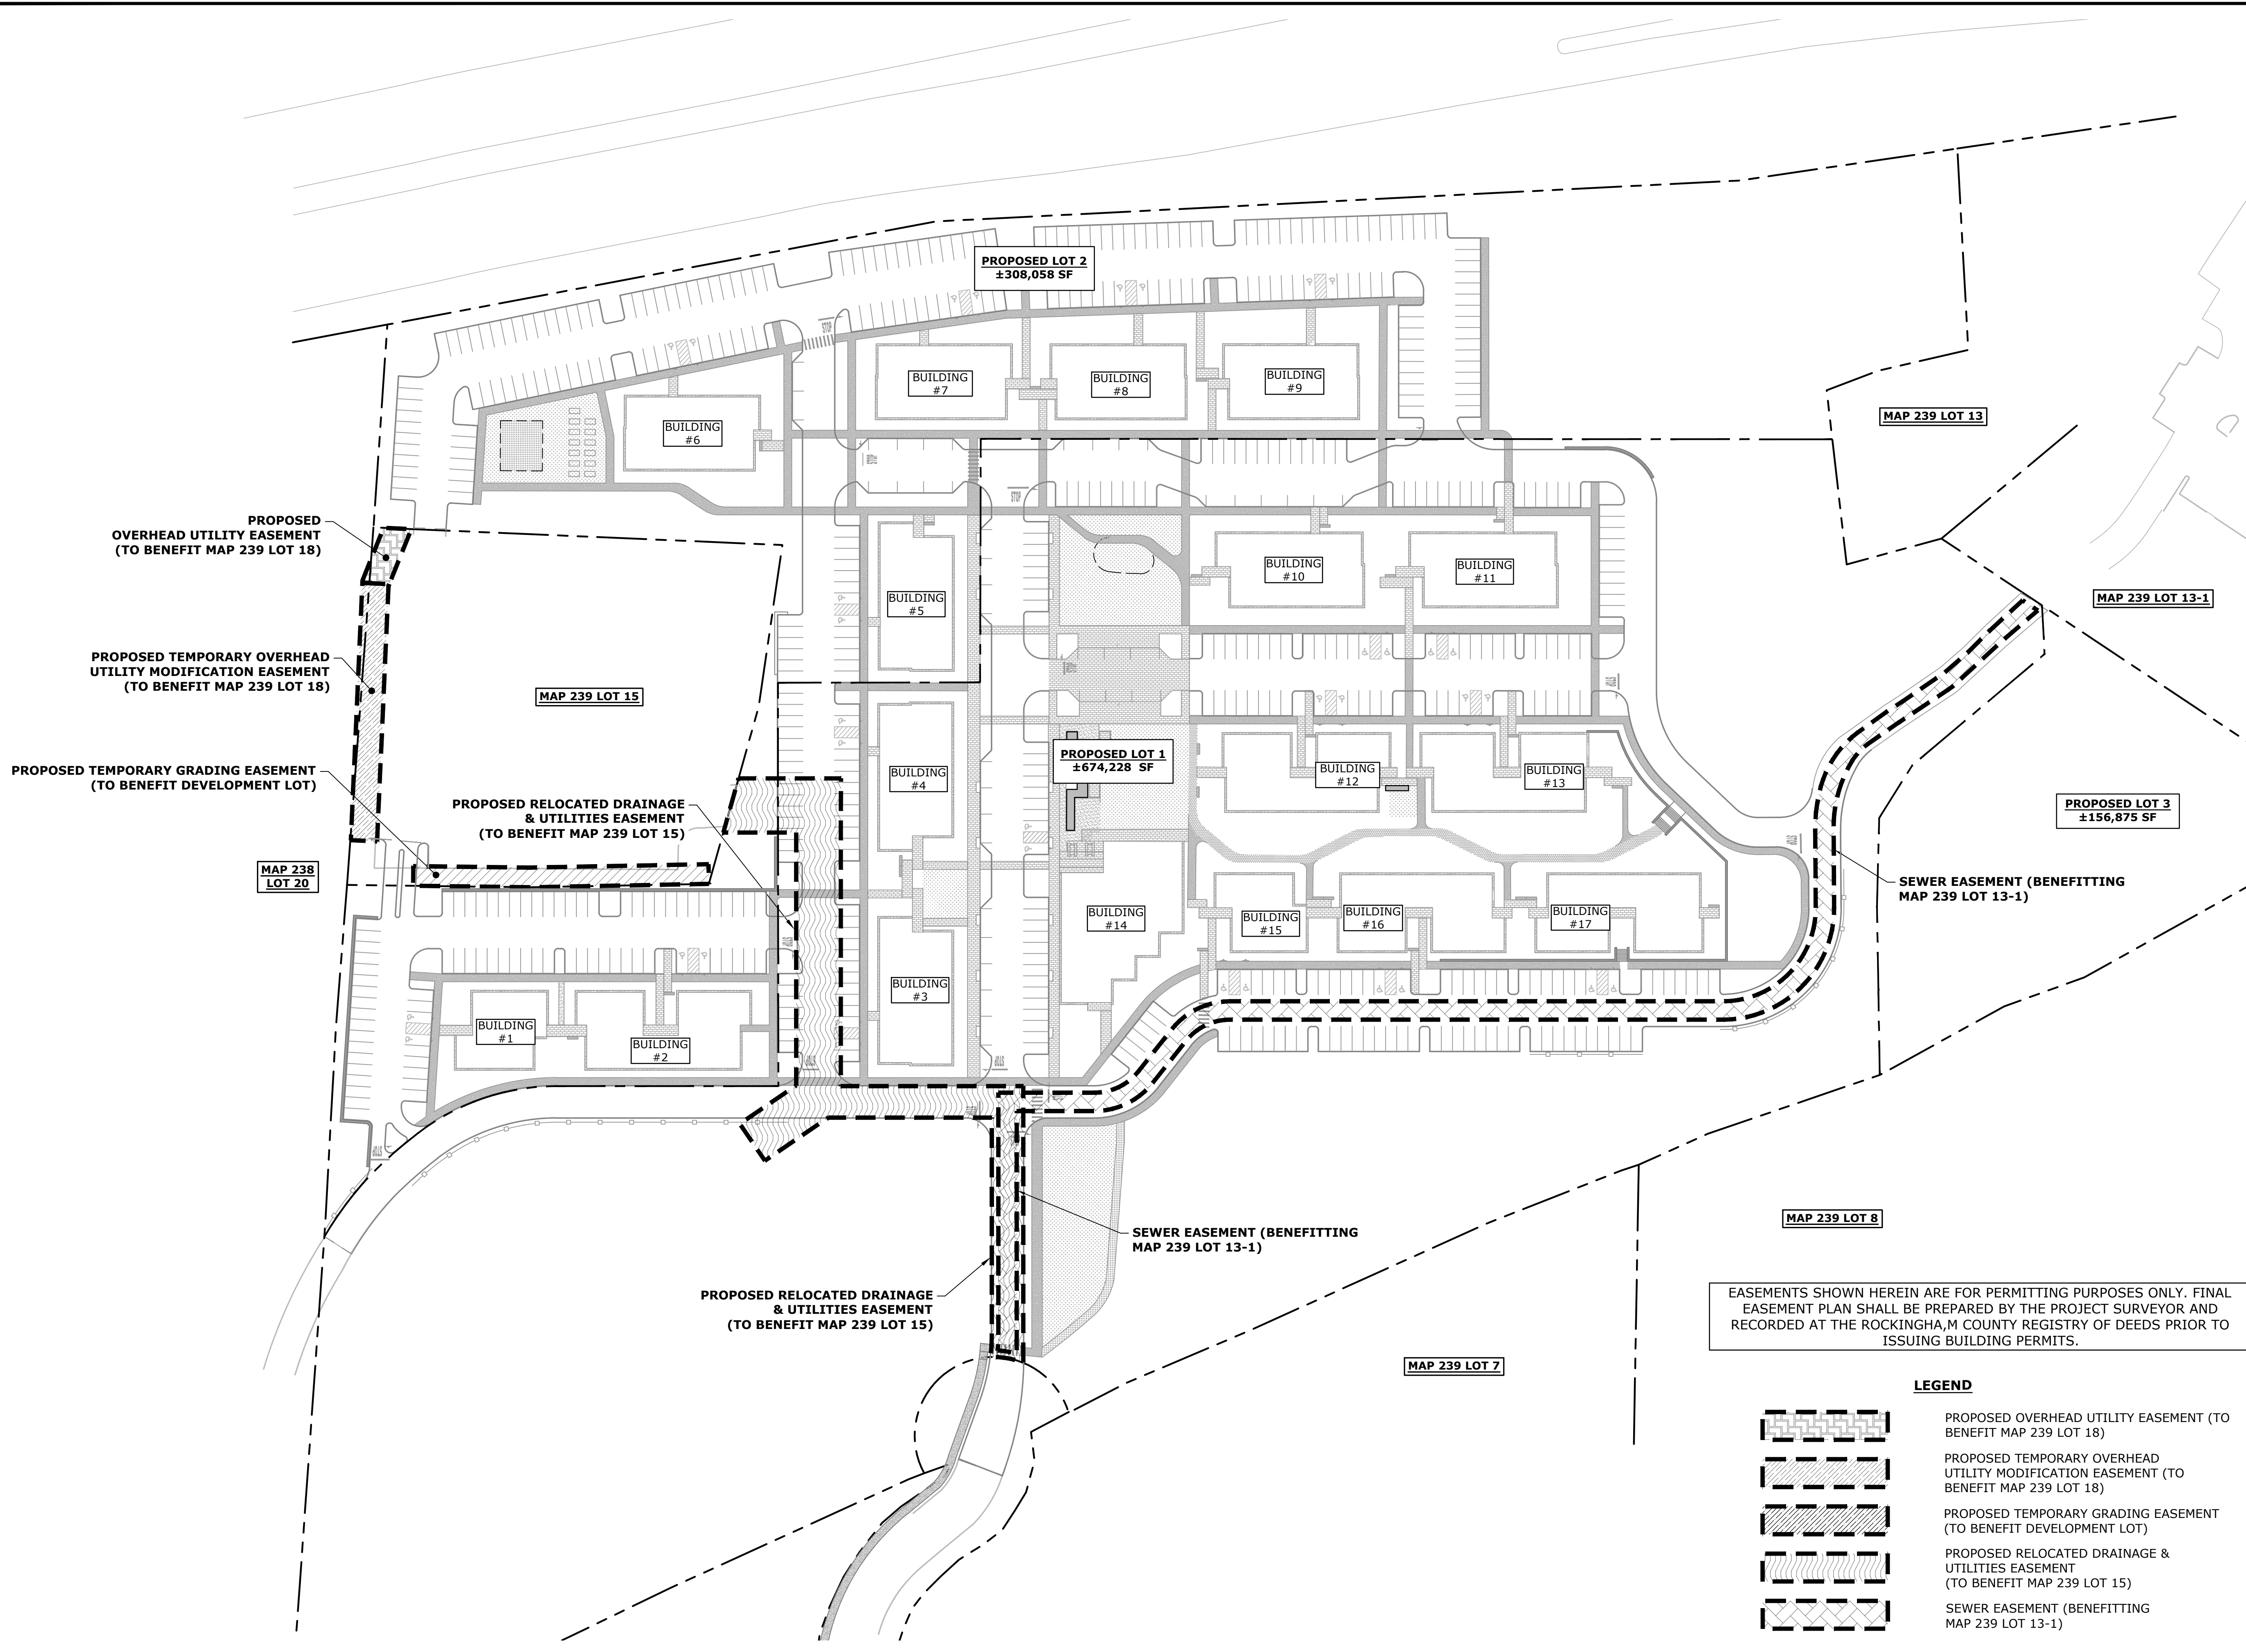 PROPOSED LOT 2
±308,058 SF
STOP
BUILDING
#7
BUILDING
#8
BUILDING
#9
BUILDING
#6
MAP 239 LOT 13
STOP
STOP
PROPOSED
OVERHEAD UTILITY EASEMENT
(TO BENEFIT MAP 239 LOT 18)
BUILDING
#5
BUILDING
#10
BUILDING
#11
MAP 239 LOT 13-1
PROPOSED TEMPORARY OVERHEAD
UTILITY MODIFICATION EASEMENT
(TO BENEFIT MAP 239 LOT 18)
MAP 239 LOT 15
STOP
STOP
PROPOSED LOT 1
±674,228 SF
BUILDING
#4
BUILDING
#12
BUILDING
#13
PROPOSED TEMPORARY GRADING EASEMENT
(TO BENEFIT DEVELOPMENT LOT)
PROPOSED RELOCATED DRAINAGE
& UTILITIES EASEMENT
(TO BENEFIT MAP 239 LOT 15)
PROPOSED LOT 3
±156,875 SF
STOP
MAP 238
LOT 20
SEWER EASEMENT (BENEFITTING
MAP 239 LOT 13-1)
BUILDING
#14
BUILDING
#15
BUILDING
#16
BUILDING
#17
STOP
BUILDING
#3
BUILDING
#1
BUILDING
#2
STOP
STOP
STOP
STOP
SEWER EASEMENT (BENEFITTING
MAP 239 LOT 13-1)
MAP 239 LOT 8
PROPOSED RELOCATED DRAINAGE
& UTILITIES EASEMENT
(TO BENEFIT MAP 239 LOT 15)
EASEMENTS SHOWN HEREIN ARE FOR PERMITTING PURPOSES ONLY. FINAL
EASEMENT PLAN SHALL BE PREPARED BY THE PROJECT SURVEYOR AND
RECORDED AT THE ROCKINGHA,M COUNTY REGISTRY OF DEEDS PRIOR TO
ISSUING BUILDING PERMITS.
MAP 239 LOT 7
LEGEND
PROPOSED OVERHEAD UTILITY EASEMENT (TO
BENEFIT MAP 239 LOT 18)
PROPOSED TEMPORARY OVERHEAD
UTILITY MODIFICATION EASEMENT (TO
BENEFIT MAP 239 LOT 18)
PROPOSED TEMPORARY GRADING EASEMENT
(TO BENEFIT DEVELOPMENT LOT)
PROPOSED RELOCATED DRAINAGE &
UTILITIES EASEMENT
(TO BENEFIT MAP 239 LOT 15)
SEWER EASEMENT (BENEFITTING
MAP 239 LOT 13-1)